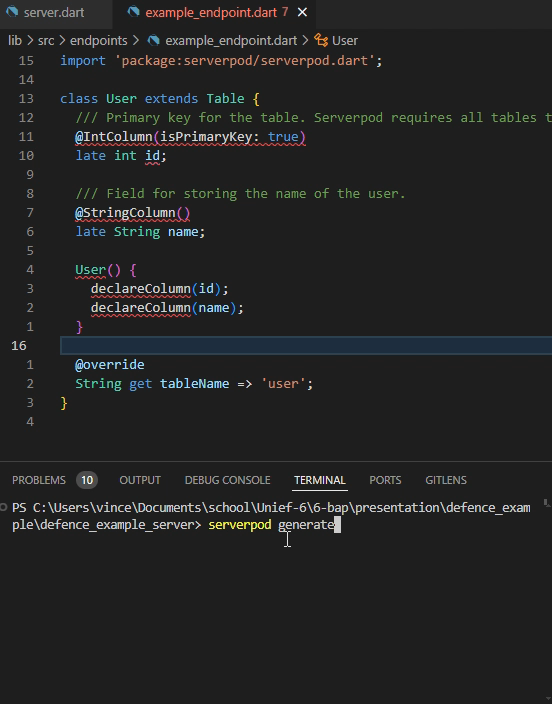 server.dart
example_endpoint.dart 7
lib > src > endpoints > example_endpoint.dart > User
15 import 'package:serverpod/serverpod.dart';
14
13 class User extends Table {
12 /// Primary key for the table. Serverpod requires all tables t
11 @IntColumn(isPrimaryKey: true)
10 late int id;
9
8 /// Field for storing the name of the user.
7 @StringColumn()
6 late String name;
5
4 User() {
3 declareColumn(id);
2 declareColumn(name);
1 }
16
1 @override
2 String get tableName => 'user';
3 }
4
PROBLEMS 10 OUTPUT DEBUG CONSOLE TERMINAL PORTS GITLENS
PS C:\Users\vince\Documents\school\Unief-6\6-bap\presentation\defence_exam
ple\defence_example_server> serverpod generate